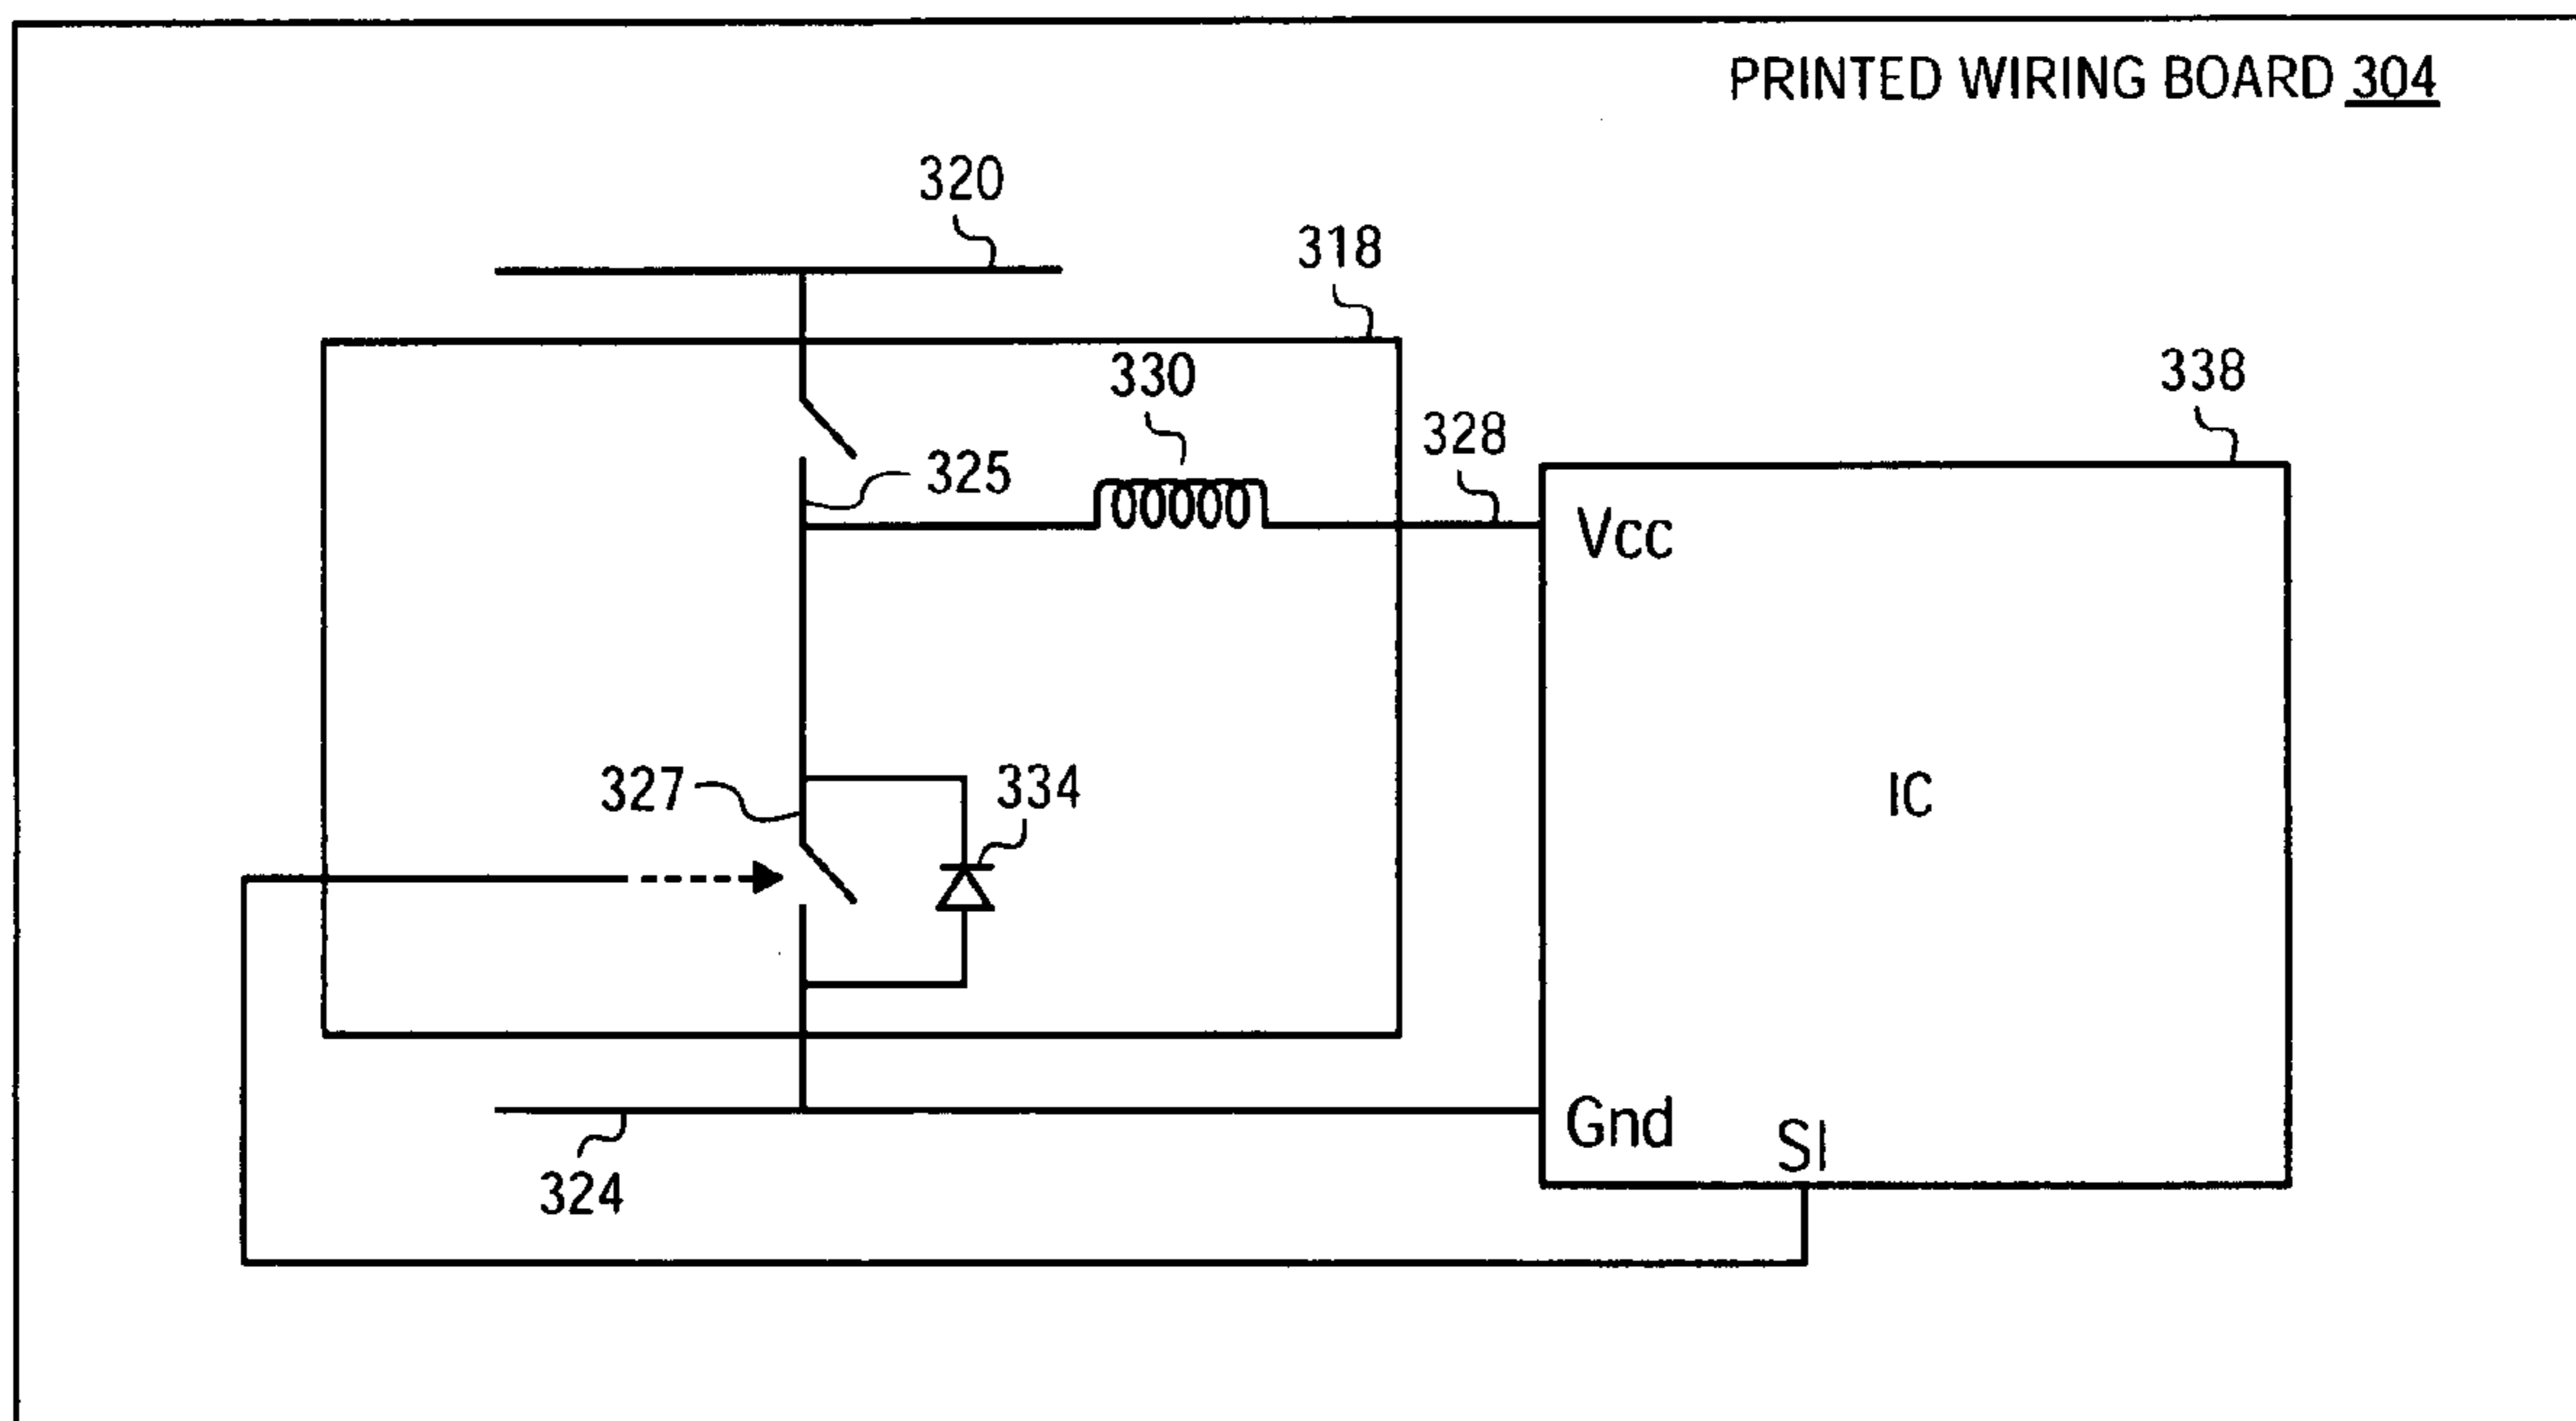 PRINTED WIRING BOARD 304
320
318
330
338
328
325
Vcc
327
334
IC
Gnd
SI
324